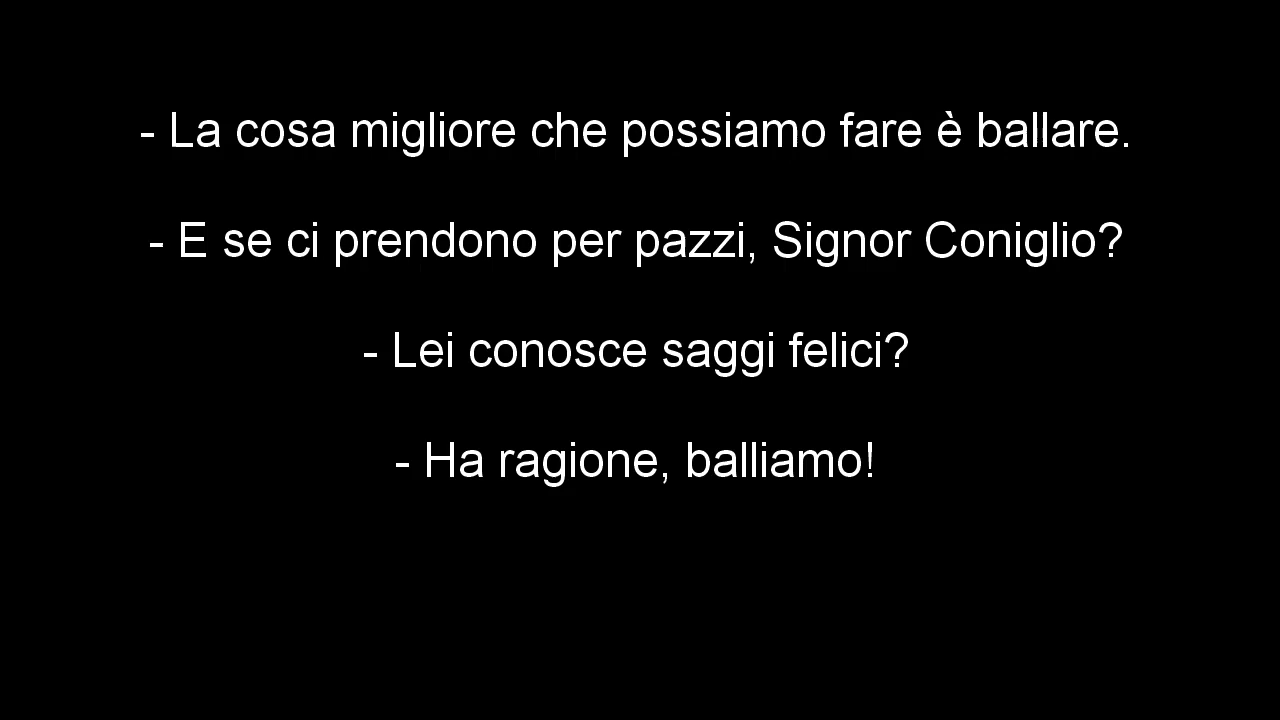 - La cosa migliore che possiamo fare è ballare.
- E se ci prendono per pazzi, Signor Coniglio?
- Lei conosce saggi felici?
- Ha ragione, balliamo!